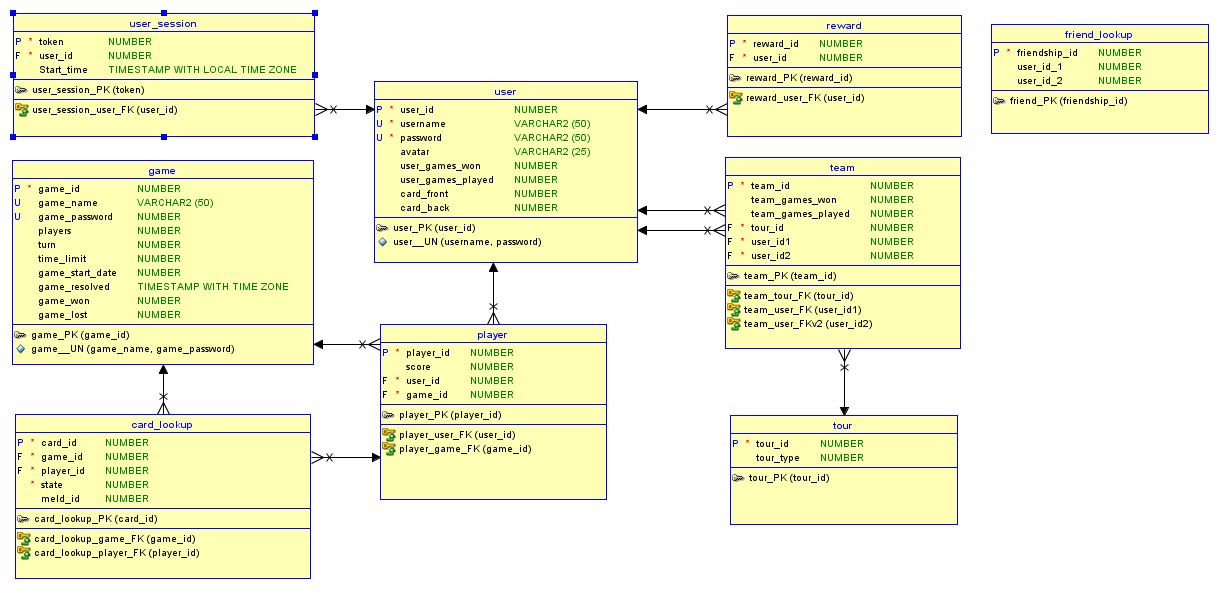 user_session
P * token NUMBER
F * user_id NUMBER
Start_time TIMESTAMP WITH LOCAL TIME ZONE
user_session_PK (token)
user_session_user_FK (user_id)
user
P * user_id NUMBER
U * username VARCHAR2 (50)
U * password VARCHAR2 (50)
avatar VARCHAR2 (25)
user_games_won NUMBER
user_games_played NUMBER
card_front NUMBER
card_back NUMBER
user_PK (user_id)
user__UN (username, password)
reward
P * reward_id NUMBER
F * user_id NUMBER
reward_PK (reward_id)
reward_user_FK (user_id)
friend_lookup
P * friendship_id NUMBER
user_id_1 NUMBER
user_id_2 NUMBER
friend_PK (friendship_id)
game
P * game_id NUMBER
U game_name VARCHAR2 (50)
U game_password NUMBER
players NUMBER
turn NUMBER
time_limit NUMBER
game_start_date NUMBER
game_resolved TIMESTAMP WITH TIME ZONE
game_won NUMBER
game_lost NUMBER
game_PK (game_id)
game__UN (game_name, game_password)
team
P * team_id NUMBER
team_games_won NUMBER
team_games_played NUMBER
F * tour_id NUMBER
F * user_id1 NUMBER
F * user_id2 NUMBER
team_PK (team_id)
team_tour_FK (tour_id)
team_user_FK (user_id1)
team_user_FKv2 (user_id2)
player
P * player_id NUMBER
score NUMBER
F * user_id NUMBER
F * game_id NUMBER
player_PK (player_id)
player_user_FK (user_id)
player_game_FK (game_id)
card_lookup
P * card_id NUMBER
F * game_id NUMBER
F * player_id NUMBER
* state NUMBER
meld_id NUMBER
card_lookup_PK (card_id)
card_lookup_game_FK (game_id)
card_lookup_player_FK (player_id)
tour
P * tour_id NUMBER
tour_type NUMBER
tour_PK (tour_id)